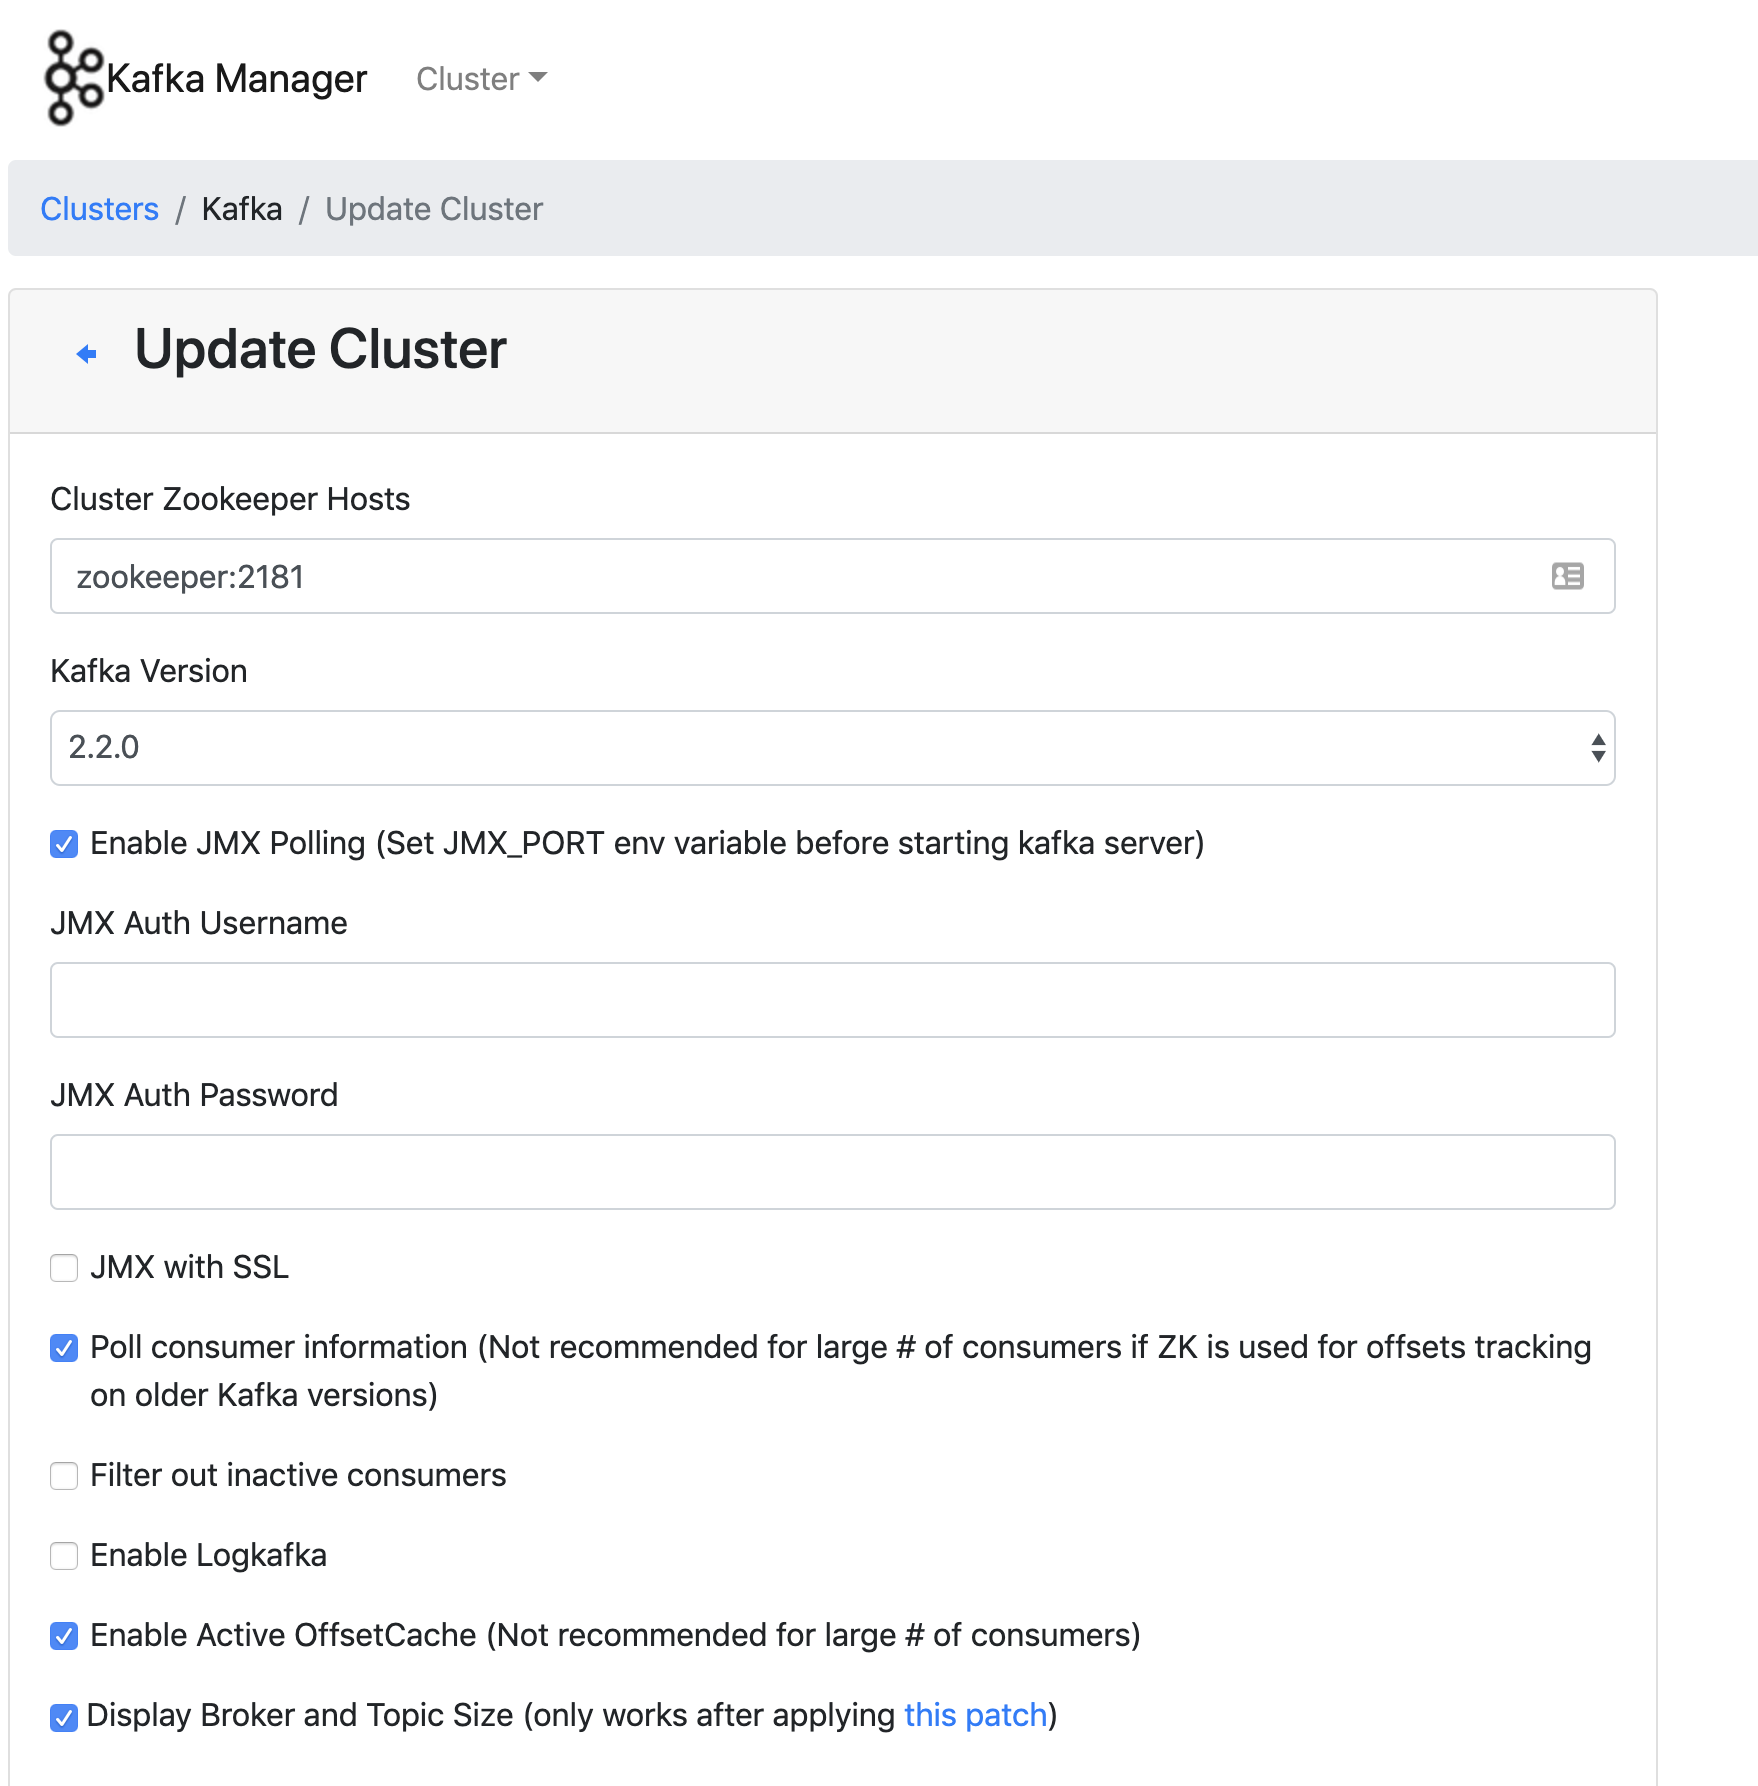 Kafka Manager Cluster
Clusters / Kafka / Update Cluster
Update Cluster
Cluster Zookeeper Hosts
zookeeper:2181
Kafka Version
2.2.0
Enable JMX Polling (Set JMX_PORT env variable before starting kafka server)
JMX Auth Username
JMX Auth Password
JMX with SSL
Poll consumer information (Not recommended for large # of consumers if ZK is used for offsets tracking
on older Kafka versions)
Filter out inactive consumers
Enable Logkafka
Enable Active OffsetCache (Not recommended for large # of consumers)
Display Broker and Topic Size (only works after applying this patch)